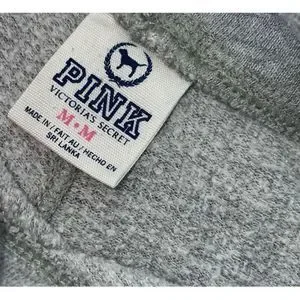 PINK
VICTORIA'S SECRET
M • M
MADE IN / FAIT AU / HECHO EN
SRI LANKA